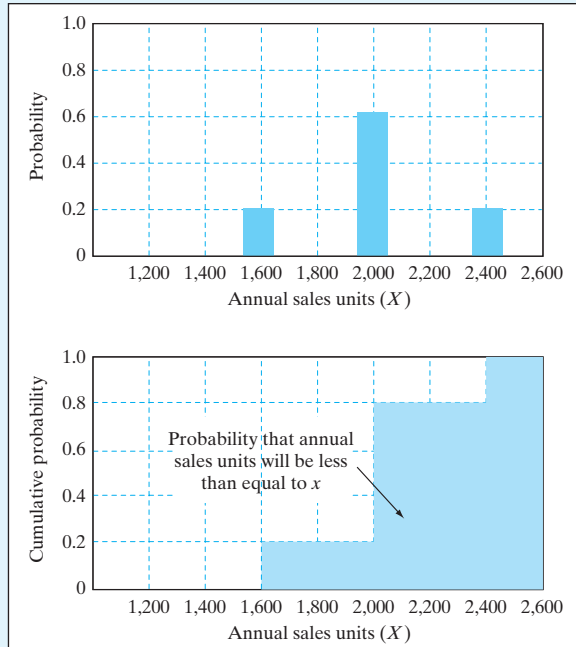 1.0
0.8
0.6
0.4
0.2
0
Probability
1,200 1,400 1,600 1,800 2,000 2,200 2,400 2,600
Annual sales units (X)
1.0
0.8
0.6
0.4
0.2
0
Cumulative probability
Probability that annual
sales units will be less
than equal to x
1,200 1,400 1,600 1,800 2,000 2,200 2,400 2,600
Annual sales units (X)